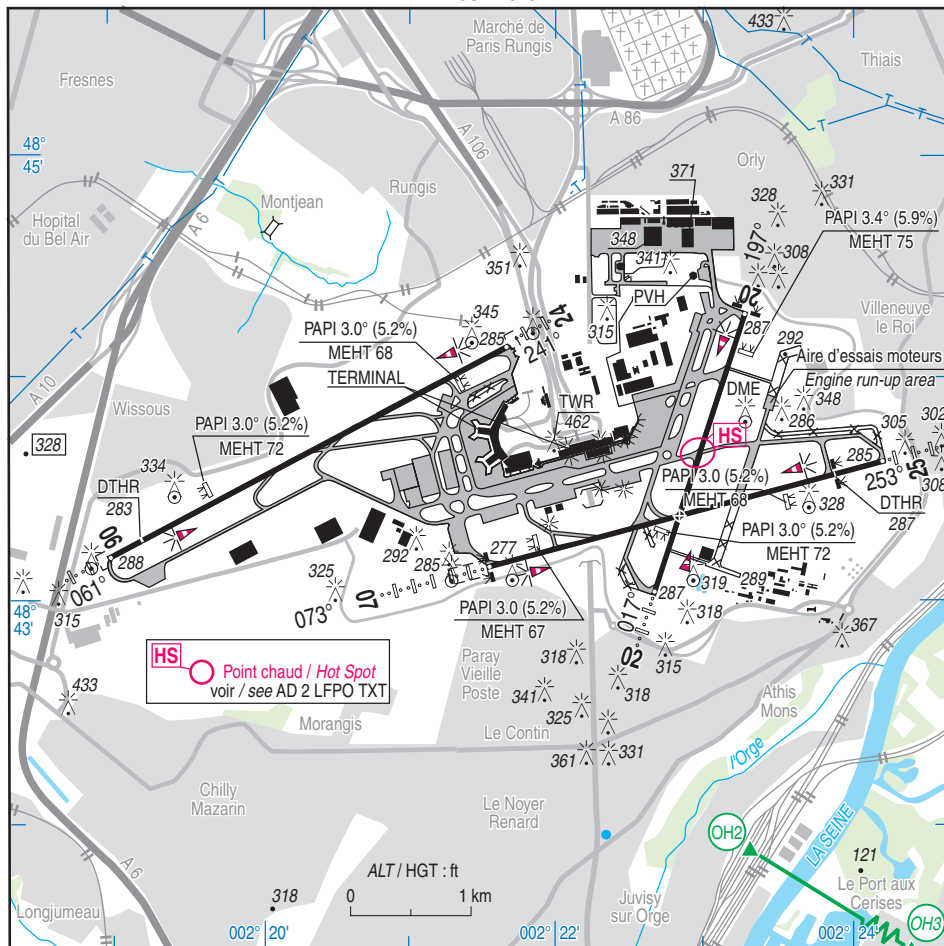 433
Marché de
Paris Rungis
Thiais
Fresnes
A 86
A 106
48°
45'
Orly
371
Rungis
328
331
Montjean
Hopital
du Bel Air
A 6
PAPI 3.4° (5.9%)
MEHT 75
197°
348
341
351
308
PVH
20
Villeneuve
le Roi
345
24
315
287
292
PAPI 3.0° (5.2%)
MEHT 68
285
241°
Aire d'essais moteurs
Engine run-up area
TERMINAL
A 10
Wissous
DME
TWR
462
286
348
305
302
PAPI 3.0° (5.2%)
MEHT 72
HS
328
334
285
25
253°
308
PAPI 3.0 (5.2%)
MEHT 68
DTHR
283
328
DTHR
287
06
PAPI 3.0° (5.2%)
MEHT 72
292
277
288
285
061°
325
287
319
289
48°
43'
315
073°
07
017°
PAPI 3.0 (5.2%)
MEHT 67
318
367
02
315
HS
Point chaud / Hot Spot
voir / see AD 2 LFPO TXT
Paray
Vieille
Poste
318
433
341
318
Athis
Mons
Morangis
325
Le Contin
361
331
l'Orge
Chilly
Mazarin
Le Noyer
Renard
OH2
LA SEINE
A 6
ALT / HGT : ft
121
0
1 km
Le Port aux
Cerises
318
Juvisy
sur Orge
Longjumeau
OH3
002° 20'
002° 22'
002° 24'